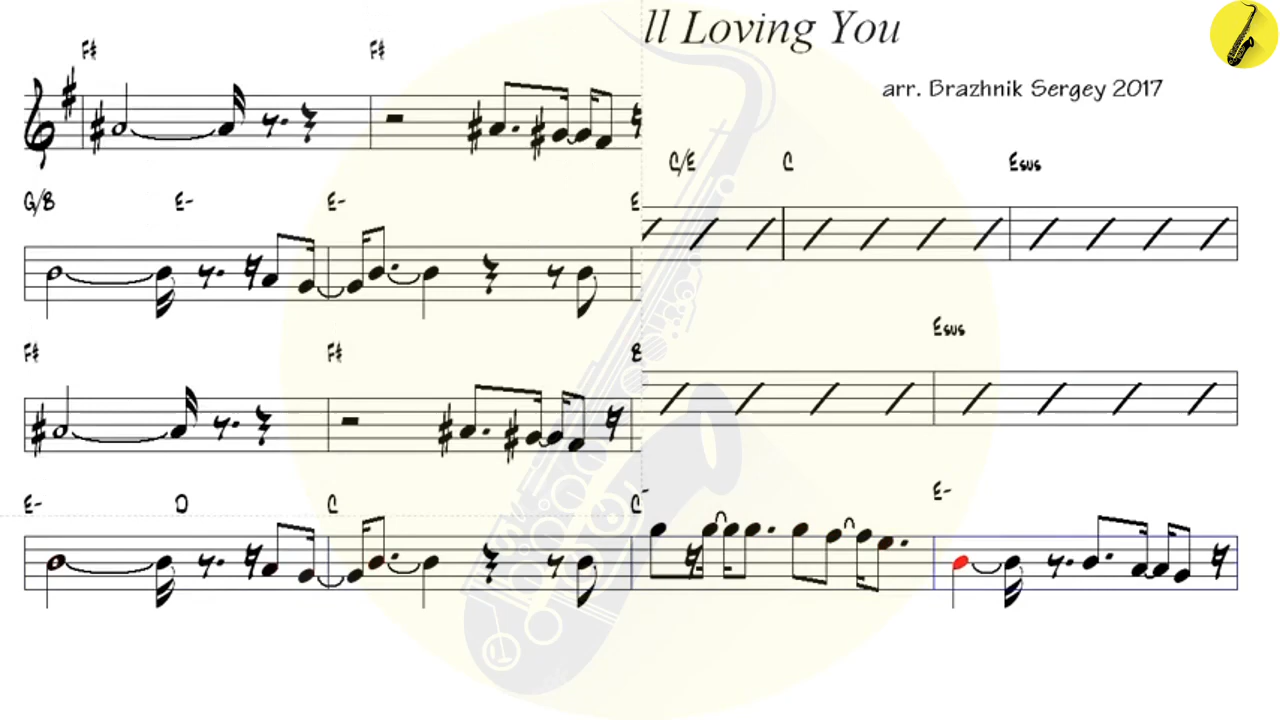 ll Loving You
arr. Brazhnik Sergey 2017
F# F#
C/E C Esus
G/B E- E- E
Esus
F# F# B
E- D C C- E-